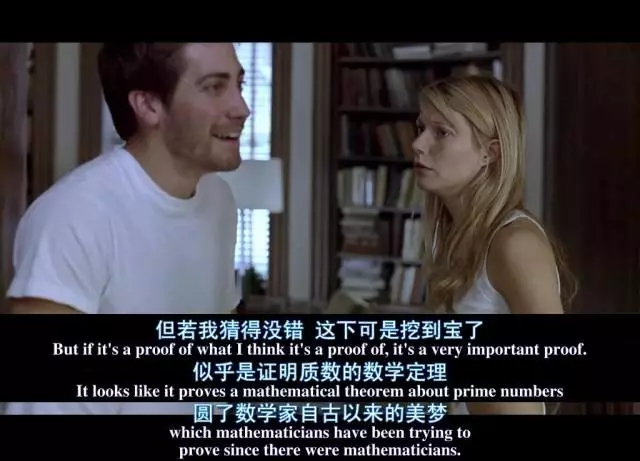 但若我猜得没错 这下可是挖到宝了
But if it's a proof of what I think it's a proof of, it's a very important proof.
似乎是证明质数的数学定理
It looks like it proves a mathematical theorem about prime numbers
圆了数学家自古以来的美梦
which mathematicians have been trying to
prove since there were mathematicians.